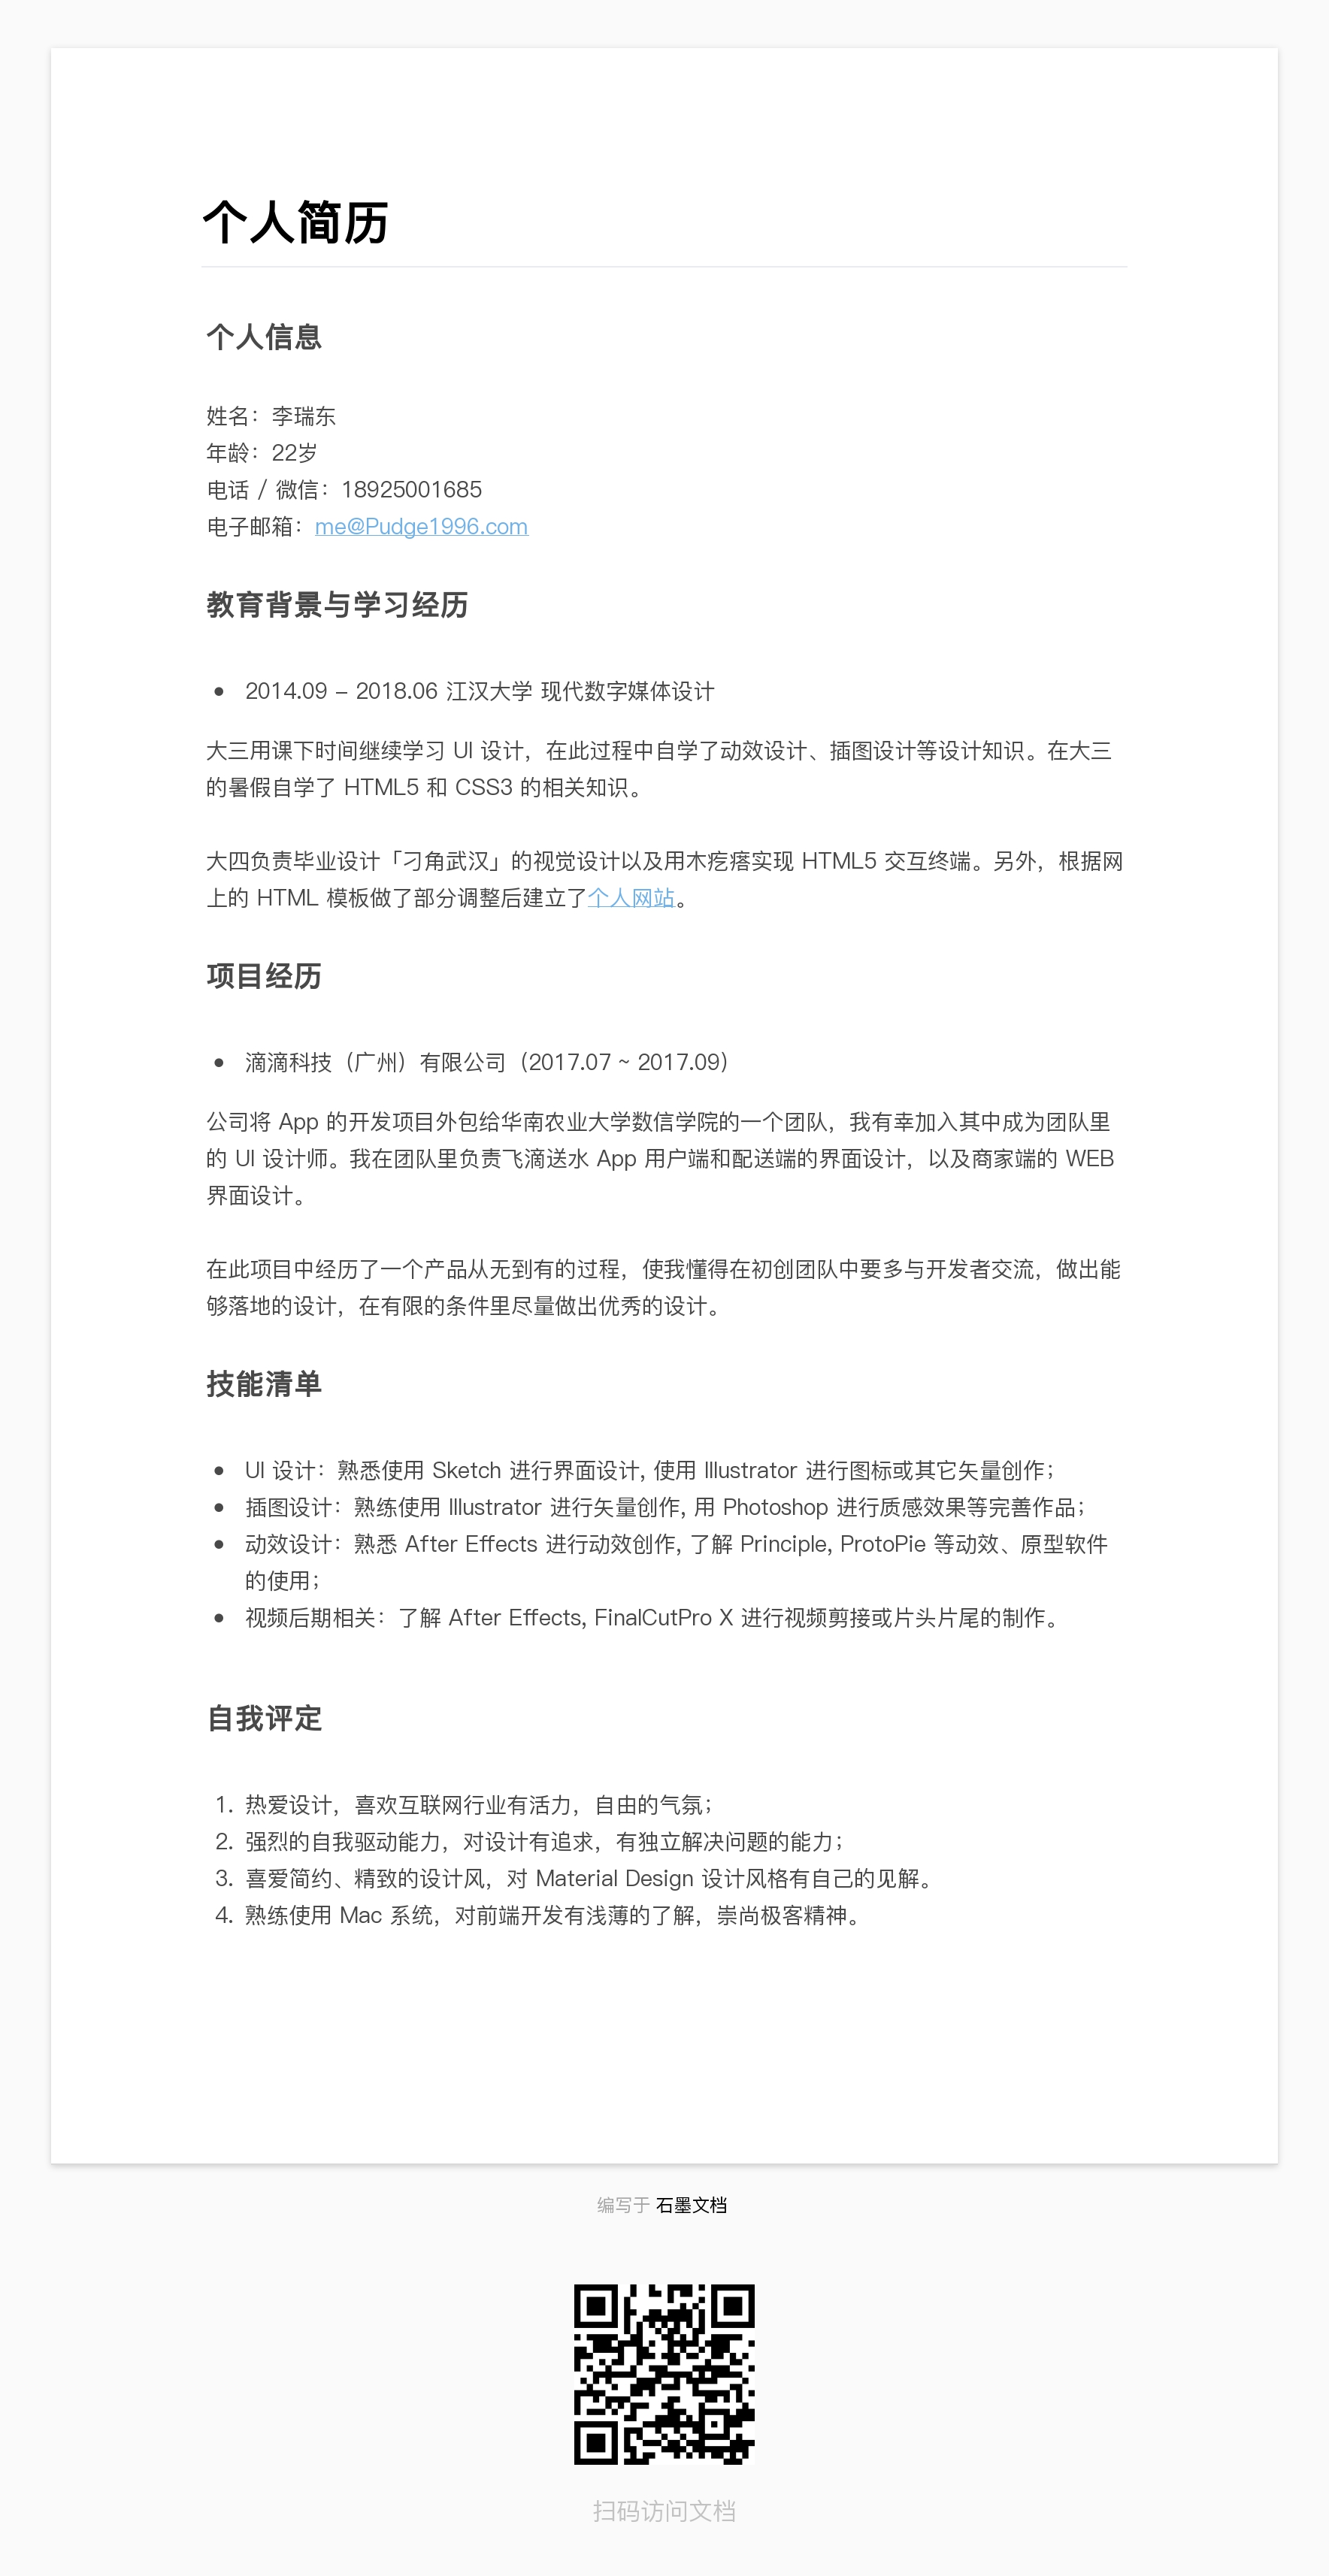 个人简历
个人信息
姓名：李瑞东
年龄：22岁
电话 / 微信：18925001685
电子邮箱：me@Pudge1996.com
教育背景与学习经历
• 2014.09 – 2018.06 江汉大学 现代数字媒体设计
大三用课下时间继续学习 UI 设计，在此过程中自学了动效设计、插图设计等设计知识。在大三
的暑假自学了 HTML5 和 CSS3 的相关知识。
大四负责毕业设计「刁角武汉」的视觉设计以及用木疙瘩实现 HTML5 交互终端。另外，根据网
上的 HTML 模板做了部分调整后建立了个人网站。
项目经历
• 滴滴科技（广州）有限公司（2017.07 ~ 2017.09）
公司将 App 的开发项目外包给华南农业大学数信学院的一个团队，我有幸加入其中成为团队里
的 UI 设计师。我在团队里负责飞滴送水 App 用户端和配送端的界面设计，以及商家端的 WEB
界面设计。
在此项目中经历了一个产品从无到有的过程，使我懂得在初创团队中要多与开发者交流，做出能
够落地的设计，在有限的条件里尽量做出优秀的设计。
技能清单
• UI 设计：熟悉使用 Sketch 进行界面设计, 使用 Illustrator 进行图标或其它矢量创作；
• 插图设计：熟练使用 Illustrator 进行矢量创作, 用 Photoshop 进行质感效果等完善作品；
• 动效设计：熟悉 After Effects 进行动效创作, 了解 Principle, ProtoPie 等动效、原型软件
的使用；
• 视频后期相关：了解 After Effects, FinalCutPro X 进行视频剪接或片头片尾的制作。
自我评定
1. 热爱设计，喜欢互联网行业有活力，自由的气氛；
2. 强烈的自我驱动能力，对设计有追求，有独立解决问题的能力；
3. 喜爱简约、精致的设计风，对 Material Design 设计风格有自己的见解。
4. 熟练使用 Mac 系统，对前端开发有浅薄的了解，崇尚极客精神。
编写于 石墨文档
扫码访问文档